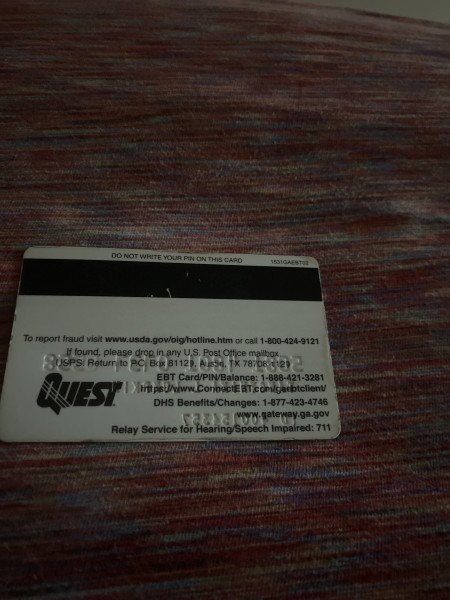 DO NOT WRITE YOUR PIN ON THIS CARD
To report fraud visit www.usda.gov/oig/hotline.htm or call 1-800-424-9121
If found, please drop in any U.S. Post Office mailbox.
USPS: Return to PO Box 81129, Austin, TX 78708-1129
EBT Card/PIN/Balance: 1-888-421-3281
https://www.ConnectEBT.com/gaebtclient/
QUEST
DHS Benefits/Changes: 1-877-423-4746
www.gateway.ga.gov
Relay Service for Hearing/Speech Impaired: 711